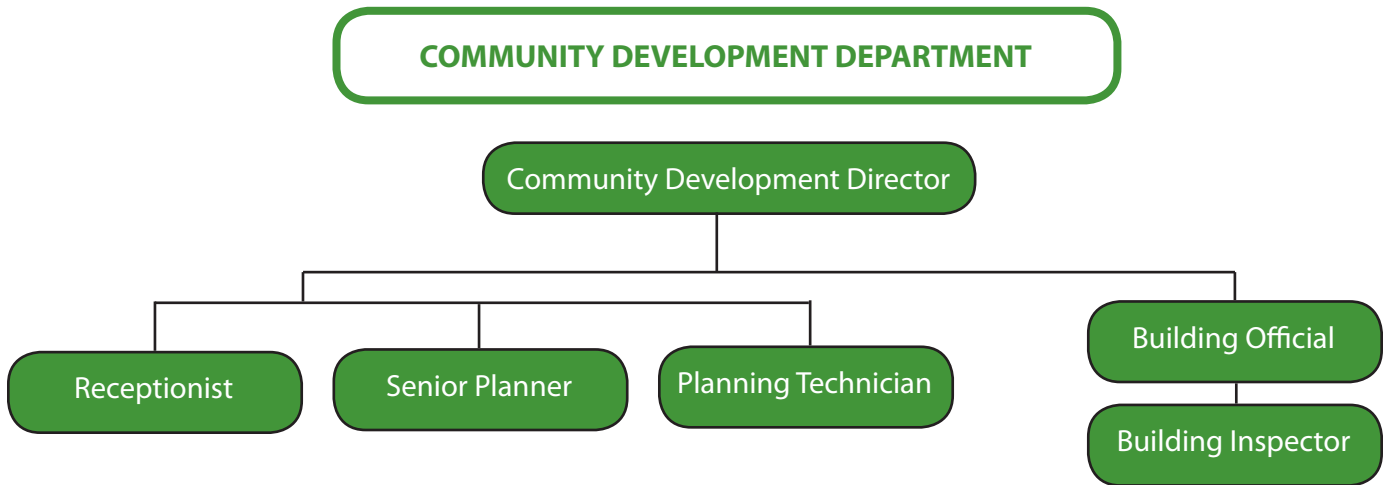 COMMUNITY DEVELOPMENT DEPARTMENT
Community Development Director
Receptionist
Senior Planner
Planning Technician
Building Official
Building Inspector